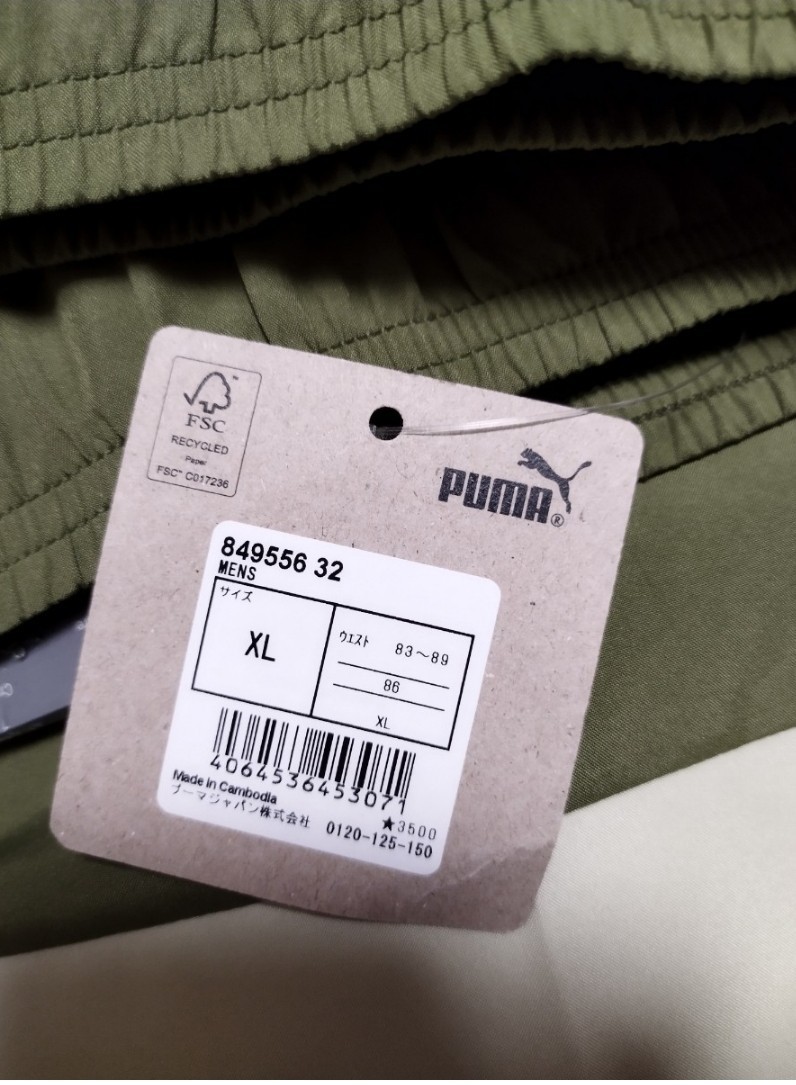 FSC
RECYCLED
Paper
FSC™ C017236
PUMA®
849556 32
MENS
サイズ
XL
ウエスト 83～89
86
XL
4064536453071
Made in Cambodia
プーマジャパン株式会社
★3500
0120-125-150